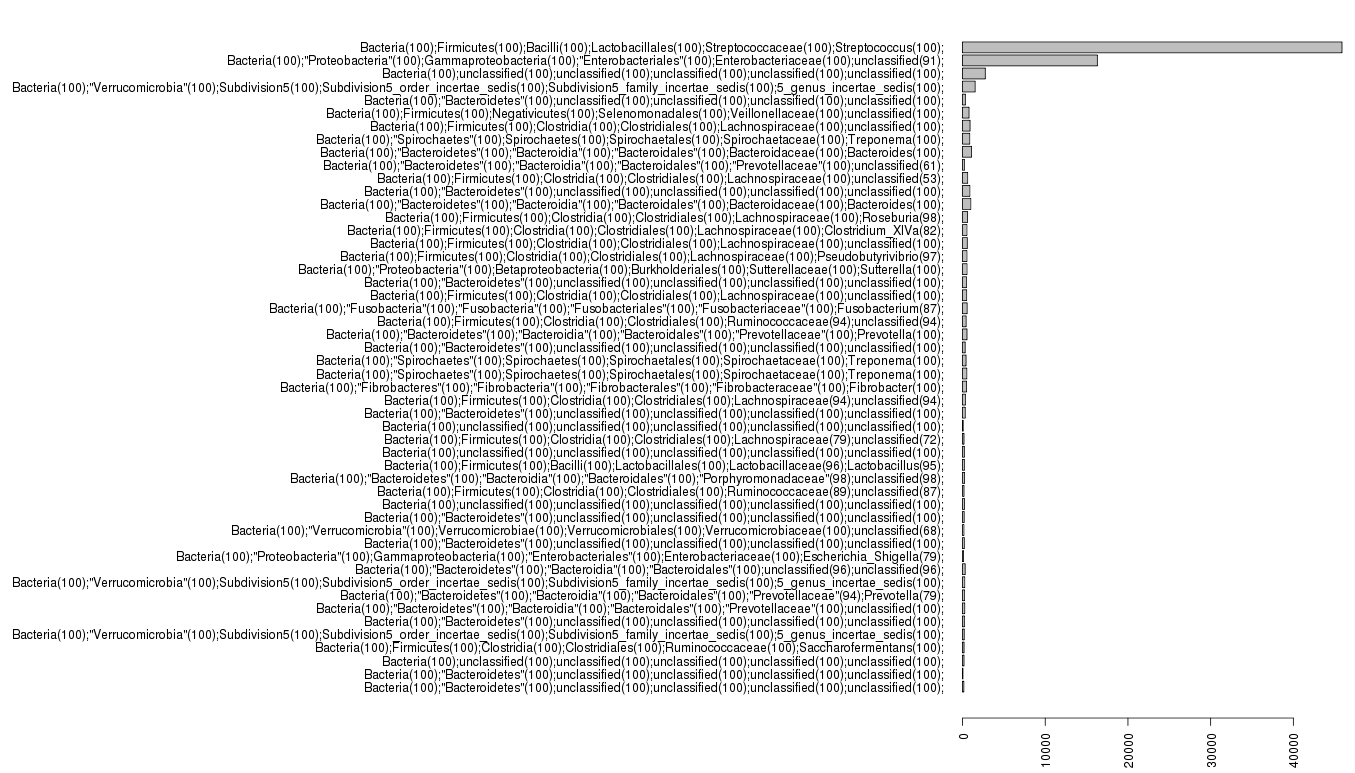 Bacteria(100);Firmicutes(100);Bacilli(100);Lactobacillales(100);Streptococcaceae(100);Streptococcus(100);
Bacteria(100);"Proteobacteria"(100);Gammaproteobacteria(100);"Enterobacteriales"(100);Enterobacteriaceae(100);unclassified(91);
Bacteria(100);unclassified(100);unclassified(100);unclassified(100);unclassified(100);unclassified(100);
Bacteria(100);"Verrucomicrobia"(100);Subdivision5(100);Subdivision5_order_incertae_sedis(100);Subdivision5_family_incertae_sedis(100);5_genus_incertae_sedis(100);
Bacteria(100);"Bacteroidetes"(100);unclassified(100);unclassified(100);unclassified(100);unclassified(100);
Bacteria(100);Firmicutes(100);Negativicutes(100);Selenomonadales(100);Veillonellaceae(100);unclassified(100);
Bacteria(100);Firmicutes(100);Clostridia(100);Clostridiales(100);Lachnospiraceae(100);unclassified(100);
Bacteria(100);"Spirochaetes"(100);Spirochaetes(100);Spirochaetales(100);Spirochaetaceae(100);Treponema(100);
Bacteria(100);"Bacteroidetes"(100);"Bacteroidia"(100);"Bacteroidales"(100);Bacteroidaceae(100);Bacteroides(100);
Bacteria(100);"Bacteroidetes"(100);"Bacteroidia"(100);"Bacteroidales"(100);"Prevotellaceae"(100);unclassified(61);
Bacteria(100);Firmicutes(100);Clostridia(100);Clostridiales(100);Lachnospiraceae(100);unclassified(53);
Bacteria(100);"Bacteroidetes"(100);unclassified(100);unclassified(100);unclassified(100);unclassified(100);
Bacteria(100);"Bacteroidetes"(100);"Bacteroidia"(100);"Bacteroidales"(100);Bacteroidaceae(100);Bacteroides(100);
Bacteria(100);Firmicutes(100);Clostridia(100);Clostridiales(100);Lachnospiraceae(100);Roseburia(98);
Bacteria(100);Firmicutes(100);Clostridia(100);Clostridiales(100);Lachnospiraceae(100);Clostridium_XIVa(82);
Bacteria(100);Firmicutes(100);Clostridia(100);Clostridiales(100);Lachnospiraceae(100);unclassified(100);
Bacteria(100);Firmicutes(100);Clostridia(100);Clostridiales(100);Lachnospiraceae(100);Pseudobutyrivibrio(97);
Bacteria(100);"Proteobacteria"(100);Betaproteobacteria(100);Burkholderiales(100);Sutterellaceae(100);Sutterella(100);
Bacteria(100);"Bacteroidetes"(100);unclassified(100);unclassified(100);unclassified(100);unclassified(100);
Bacteria(100);Firmicutes(100);Clostridia(100);Clostridiales(100);Lachnospiraceae(100);unclassified(100);
Bacteria(100);"Fusobacteria"(100);"Fusobacteria"(100);"Fusobacteriales"(100);"Fusobacteriaceae"(100);Fusobacterium(87);
Bacteria(100);Firmicutes(100);Clostridia(100);Clostridiales(100);Ruminococcaceae(94);unclassified(94);
Bacteria(100);"Bacteroidetes"(100);"Bacteroidia"(100);"Bacteroidales"(100);"Prevotellaceae"(100);Prevotella(100);
Bacteria(100);"Bacteroidetes"(100);unclassified(100);unclassified(100);unclassified(100);unclassified(100);
Bacteria(100);"Spirochaetes"(100);Spirochaetes(100);Spirochaetales(100);Spirochaetaceae(100);Treponema(100);
Bacteria(100);"Spirochaetes"(100);Spirochaetes(100);Spirochaetales(100);Spirochaetaceae(100);Treponema(100);
Bacteria(100);"Fibrobacteres"(100);"Fibrobacteria"(100);"Fibrobacterales"(100);"Fibrobacteraceae"(100);Fibrobacter(100);
Bacteria(100);Firmicutes(100);Clostridia(100);Clostridiales(100);Lachnospiraceae(94);unclassified(94);
Bacteria(100);"Bacteroidetes"(100);unclassified(100);unclassified(100);unclassified(100);unclassified(100);
Bacteria(100);unclassified(100);unclassified(100);unclassified(100);unclassified(100);unclassified(100);
Bacteria(100);Firmicutes(100);Clostridia(100);Clostridiales(100);Lachnospiraceae(79);unclassified(72);
Bacteria(100);unclassified(100);unclassified(100);unclassified(100);unclassified(100);unclassified(100);
Bacteria(100);Firmicutes(100);Bacilli(100);Lactobacillales(100);Lactobacillaceae(96);Lactobacillus(95);
Bacteria(100);"Bacteroidetes"(100);"Bacteroidia"(100);"Bacteroidales"(100);"Porphyromonadaceae"(98);unclassified(98);
Bacteria(100);Firmicutes(100);Clostridia(100);Clostridiales(100);Ruminococcaceae(89);unclassified(87);
Bacteria(100);unclassified(100);unclassified(100);unclassified(100);unclassified(100);unclassified(100);
Bacteria(100);"Bacteroidetes"(100);unclassified(100);unclassified(100);unclassified(100);unclassified(100);
Bacteria(100);"Verrucomicrobia"(100);Verrucomicrobiae(100);Verrucomicrobiales(100);Verrucomicrobiaceae(100);unclassified(68);
Bacteria(100);"Bacteroidetes"(100);unclassified(100);unclassified(100);unclassified(100);unclassified(100);
Bacteria(100);"Proteobacteria"(100);Gammaproteobacteria(100);"Enterobacteriales"(100);Enterobacteriaceae(100);Escherichia_Shigella(79);
Bacteria(100);"Bacteroidetes"(100);"Bacteroidia"(100);"Bacteroidales"(100);unclassified(96);unclassified(96);
Bacteria(100);"Verrucomicrobia"(100);Subdivision5(100);Subdivision5_order_incertae_sedis(100);Subdivision5_family_incertae_sedis(100);5_genus_incertae_sedis(100);
Bacteria(100);"Bacteroidetes"(100);"Bacteroidia"(100);"Bacteroidales"(100);"Prevotellaceae"(94);Prevotella(79);
Bacteria(100);"Bacteroidetes"(100);"Bacteroidia"(100);"Bacteroidales"(100);"Prevotellaceae"(100);unclassified(100);
Bacteria(100);"Bacteroidetes"(100);unclassified(100);unclassified(100);unclassified(100);unclassified(100);
Bacteria(100);"Verrucomicrobia"(100);Subdivision5(100);Subdivision5_order_incertae_sedis(100);Subdivision5_family_incertae_sedis(100);5_genus_incertae_sedis(100);
Bacteria(100);Firmicutes(100);Clostridia(100);Clostridiales(100);Ruminococcaceae(100);Saccharofermentans(100);
Bacteria(100);unclassified(100);unclassified(100);unclassified(100);unclassified(100);unclassified(100);
Bacteria(100);"Bacteroidetes"(100);unclassified(100);unclassified(100);unclassified(100);unclassified(100);
Bacteria(100);"Bacteroidetes"(100);unclassified(100);unclassified(100);unclassified(100);unclassified(100);
0
10000
20000
30000
40000